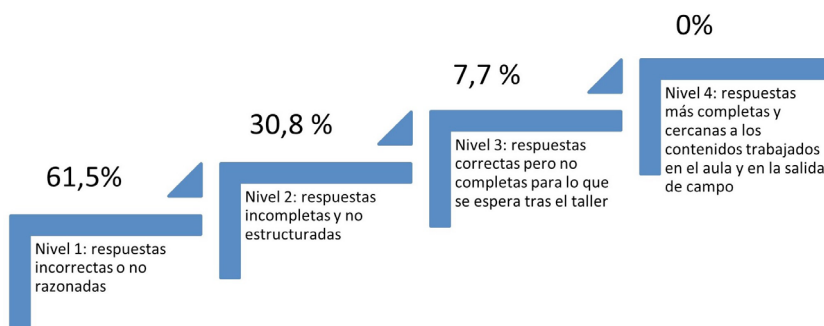 61,5%
Nivel 1: respuestas
incorrectas o no
razonadas
30,8 %
Nivel 2: respuestas
incompletas y no
estructuradas
7,7 %
Nivel 3: respuestas
correctas pero no
completas para lo que
se espera tras el taller
0%
Nivel 4: respuestas
más completas y
cercanas a los
contenidos trabajados
en el aula y en la salida
de campo